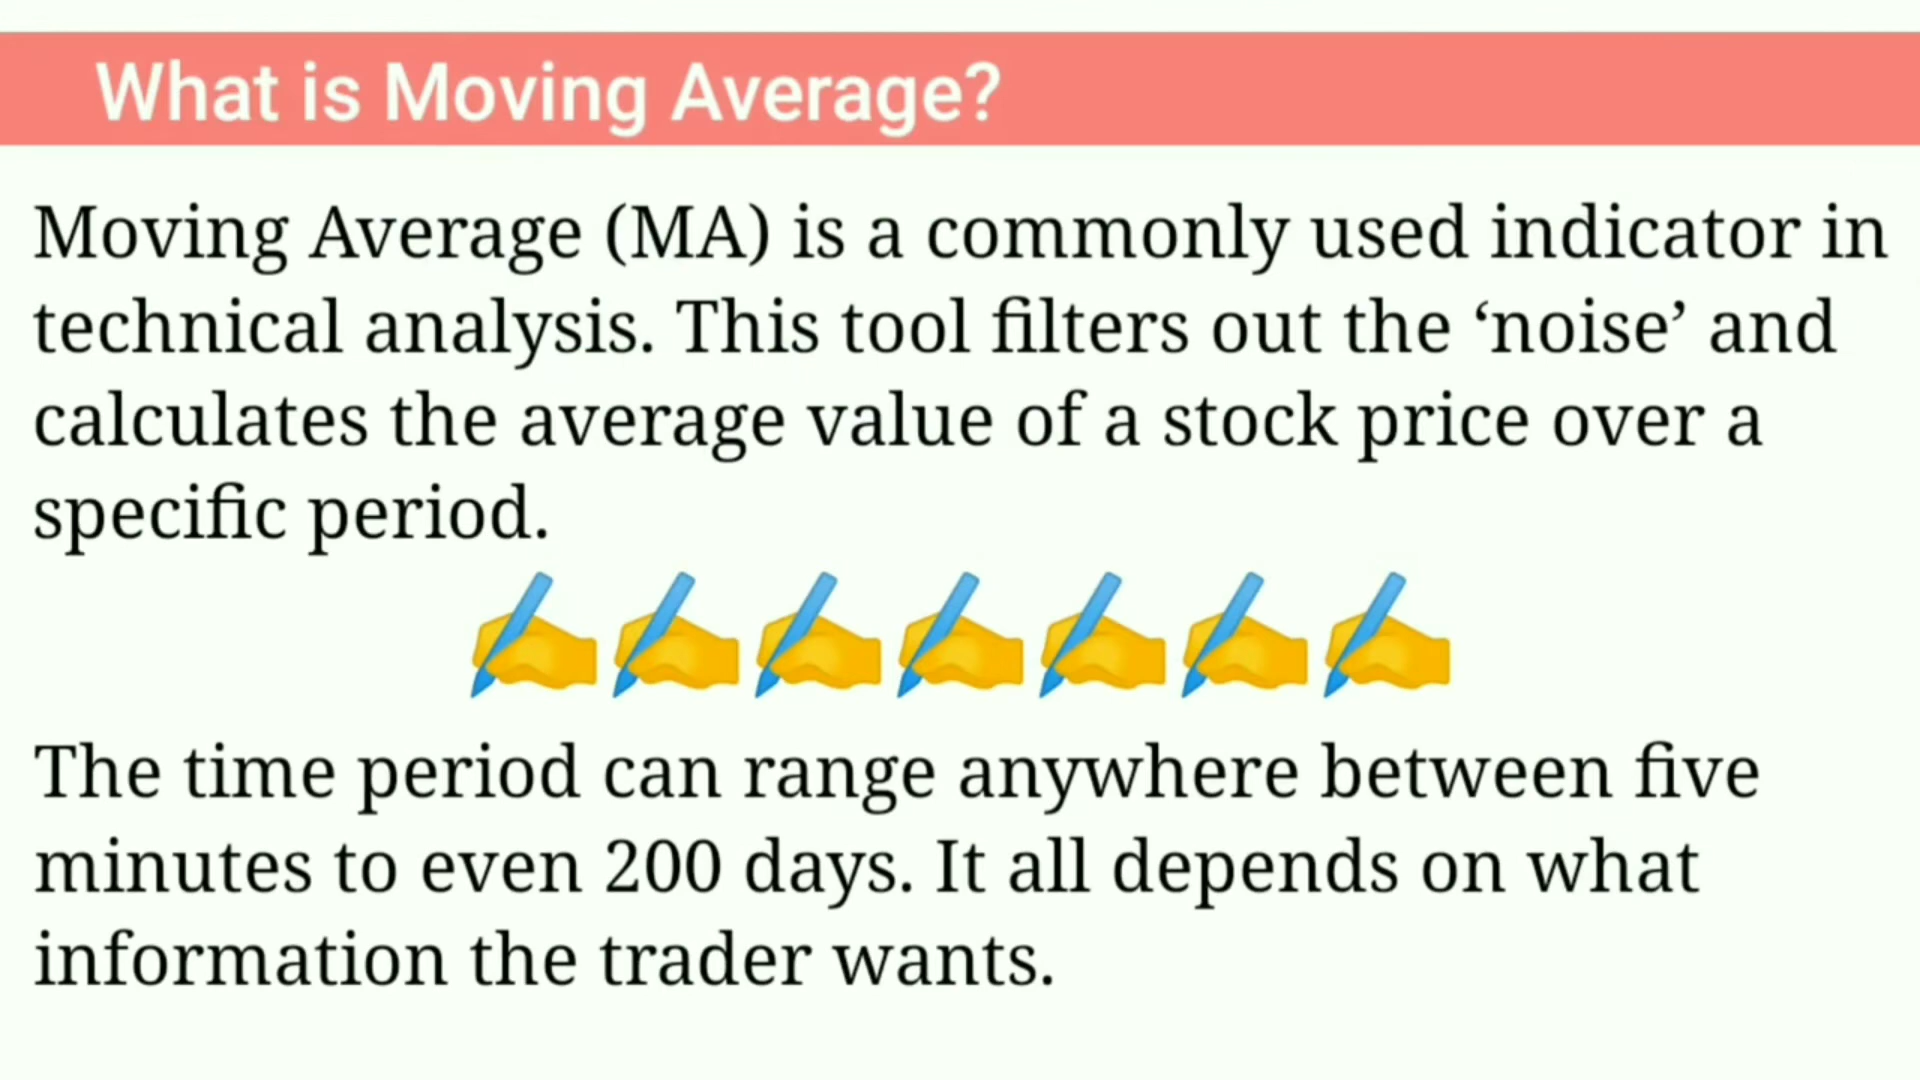 What is Moving Average?
Moving Average (MA) is a commonly used indicator in
technical analysis. This tool filters out the ‘noise’ and
calculates the average value of a stock price over a
specific period.
The time period can range anywhere between five
minutes to even 200 days. It all depends on what
information the trader wants.